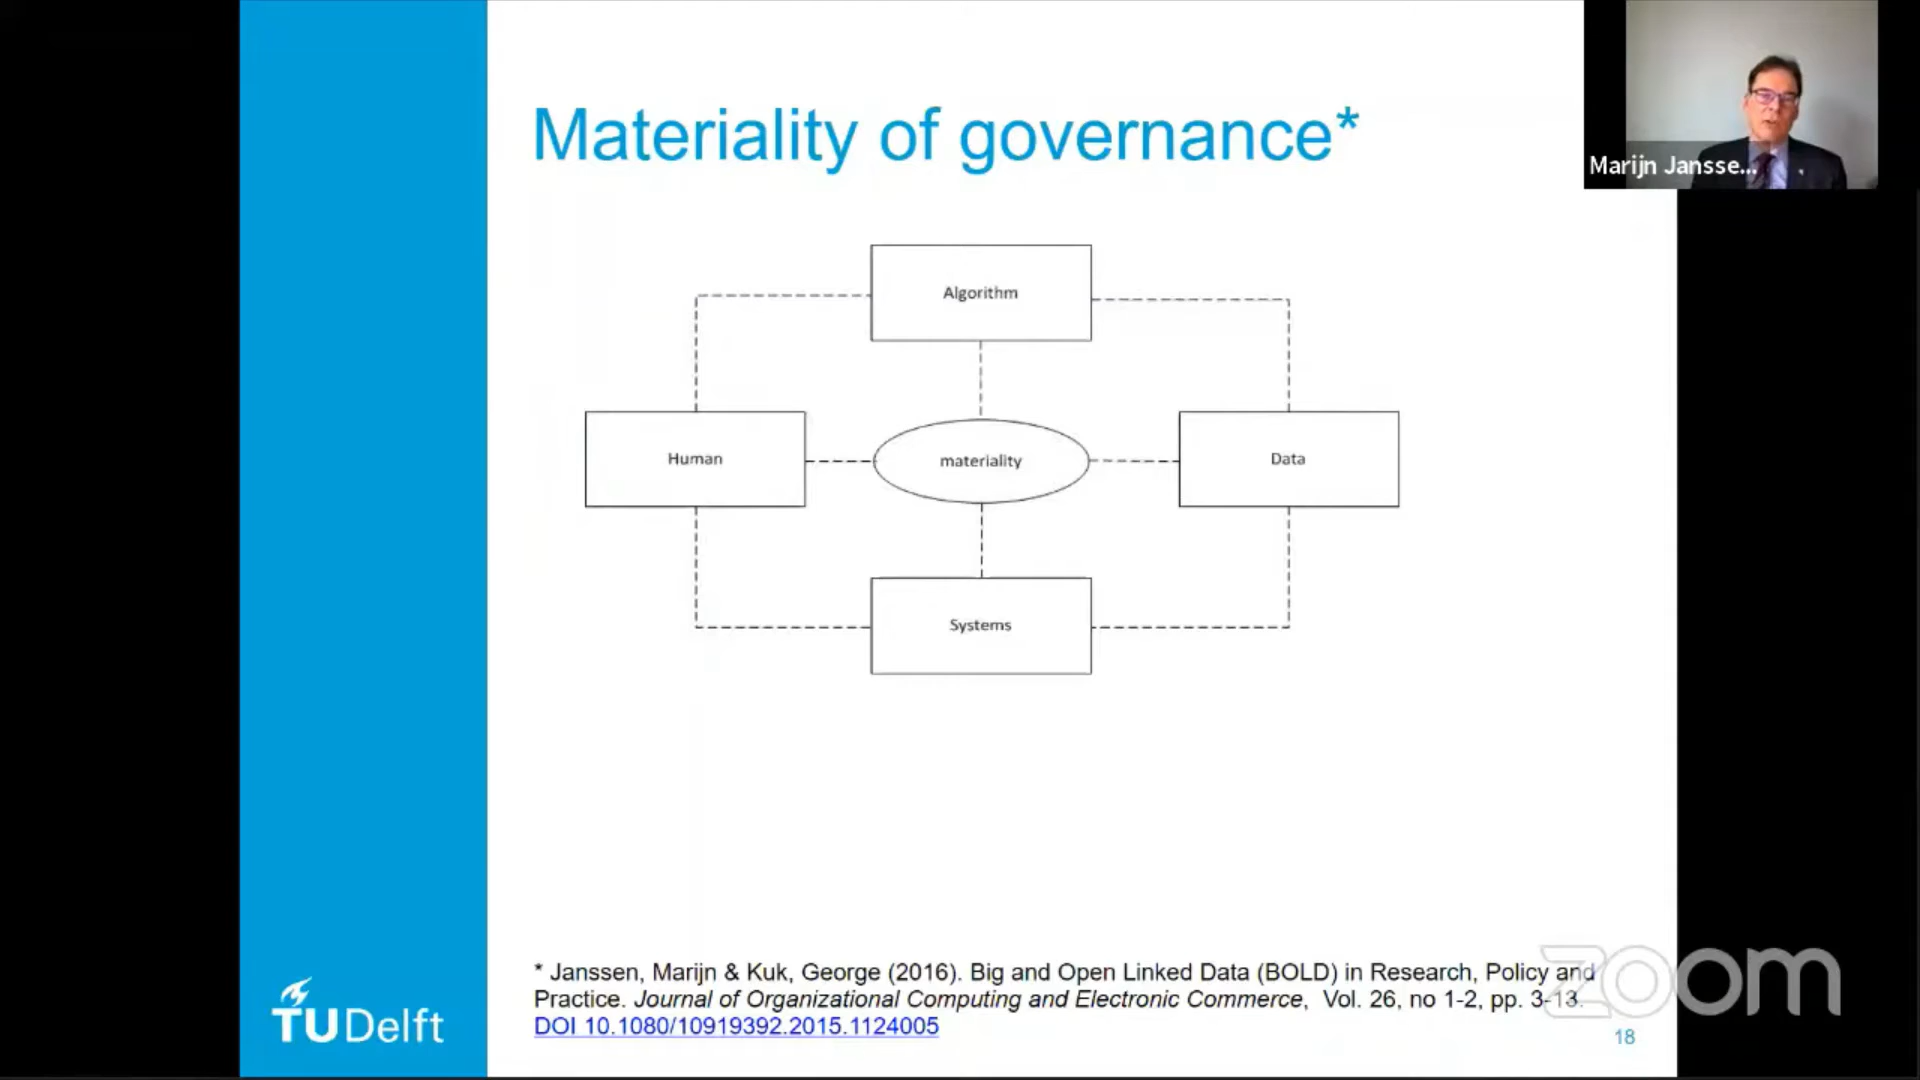 Materiality of governance*
Marijn Jansse...
Algorithm
Human
materiality
Data
Systems
* Janssen, Marijn & Kuk, George (2016). Big and Open Linked Data (BOLD) in Research, Policy and
Practice. Journal of Organizational Computing and Electronic Commerce, Vol. 26, no 1-2, pp. 3-13.
DOI 10.1080/10919392.2015.1124005
18
TUDelft
zoom